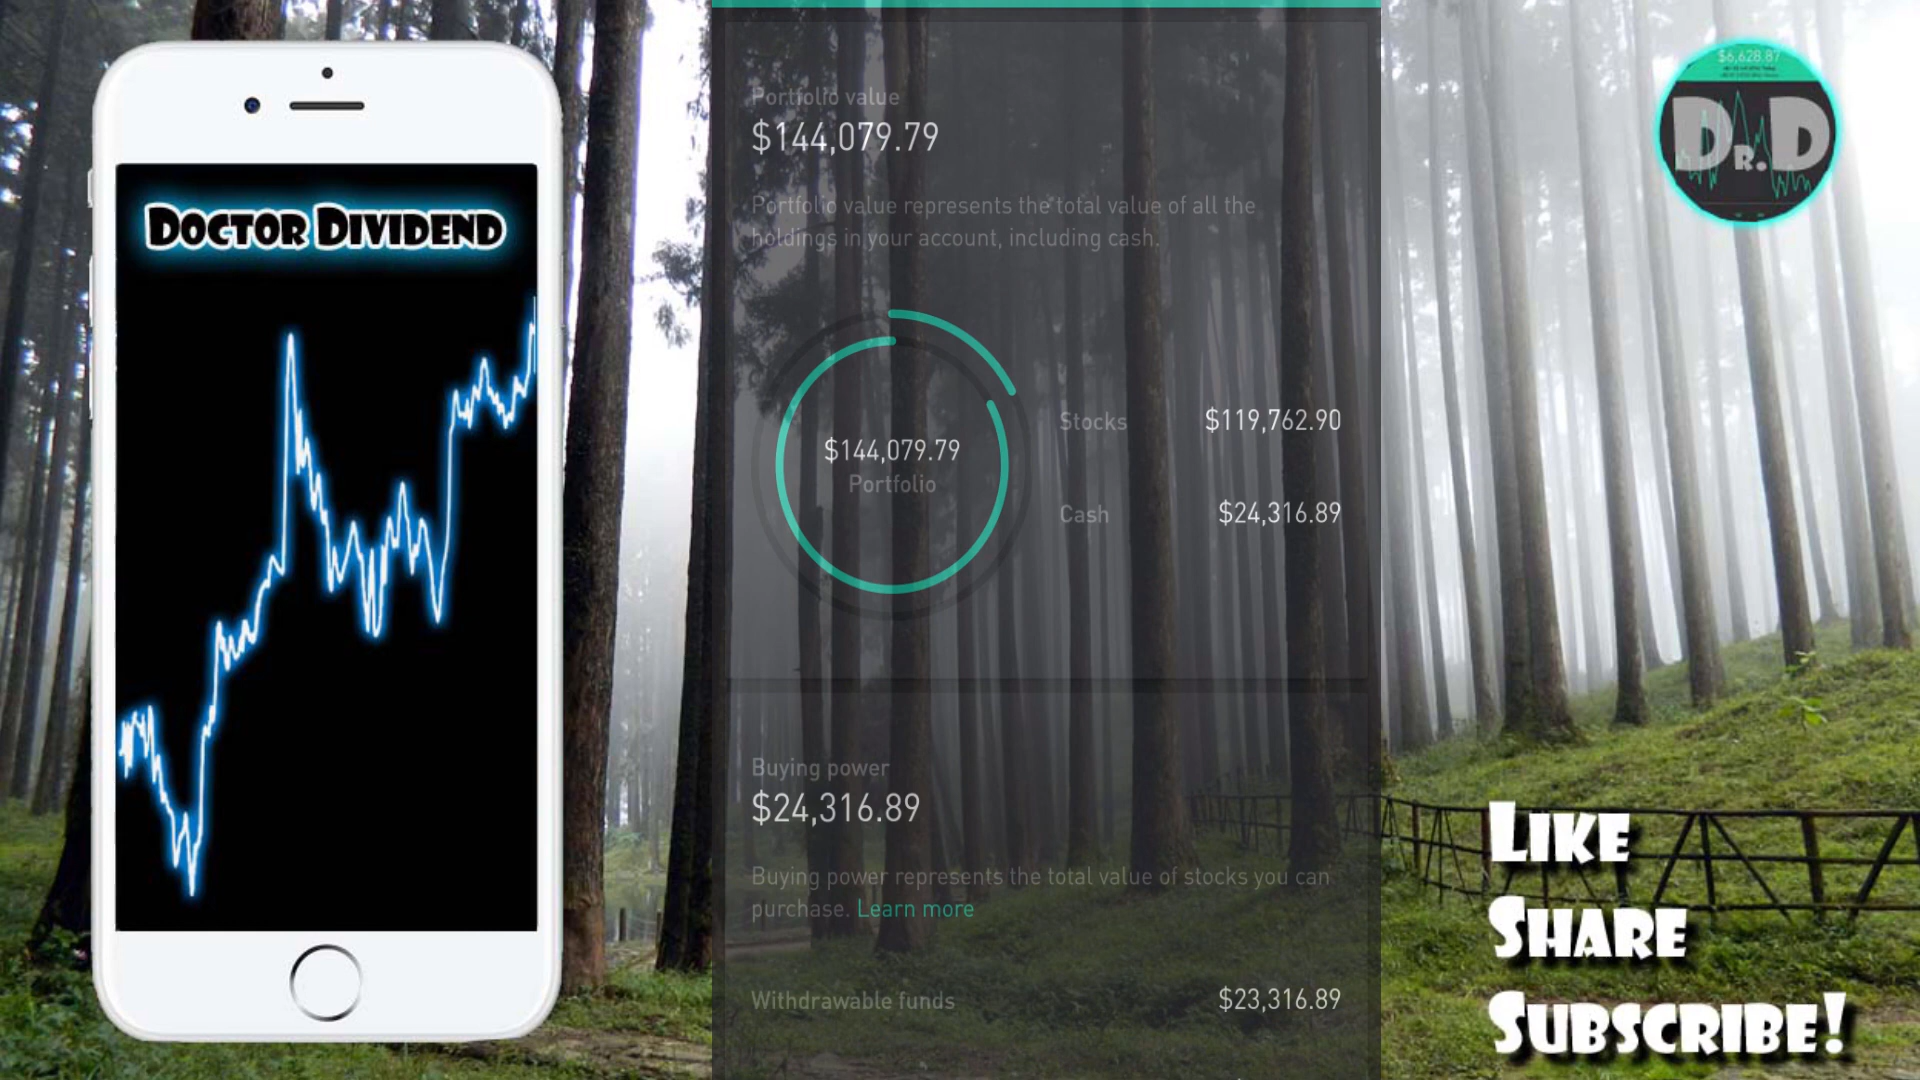 Doctor Dividend
Portfolio value
$144,079.79
Portfolio value represents the total value of all the
holdings in your account, including cash.
$144,079.79
Portfolio
Stocks
$119,762.90
Cash
$24,316.89
Buying power
$24,316.89
Buying power represents the total value of stocks you can
purchase. Learn more
Withdrawable funds
$23,316.89
$6,628.87
Dr.D
Like
Share
Subscribe!